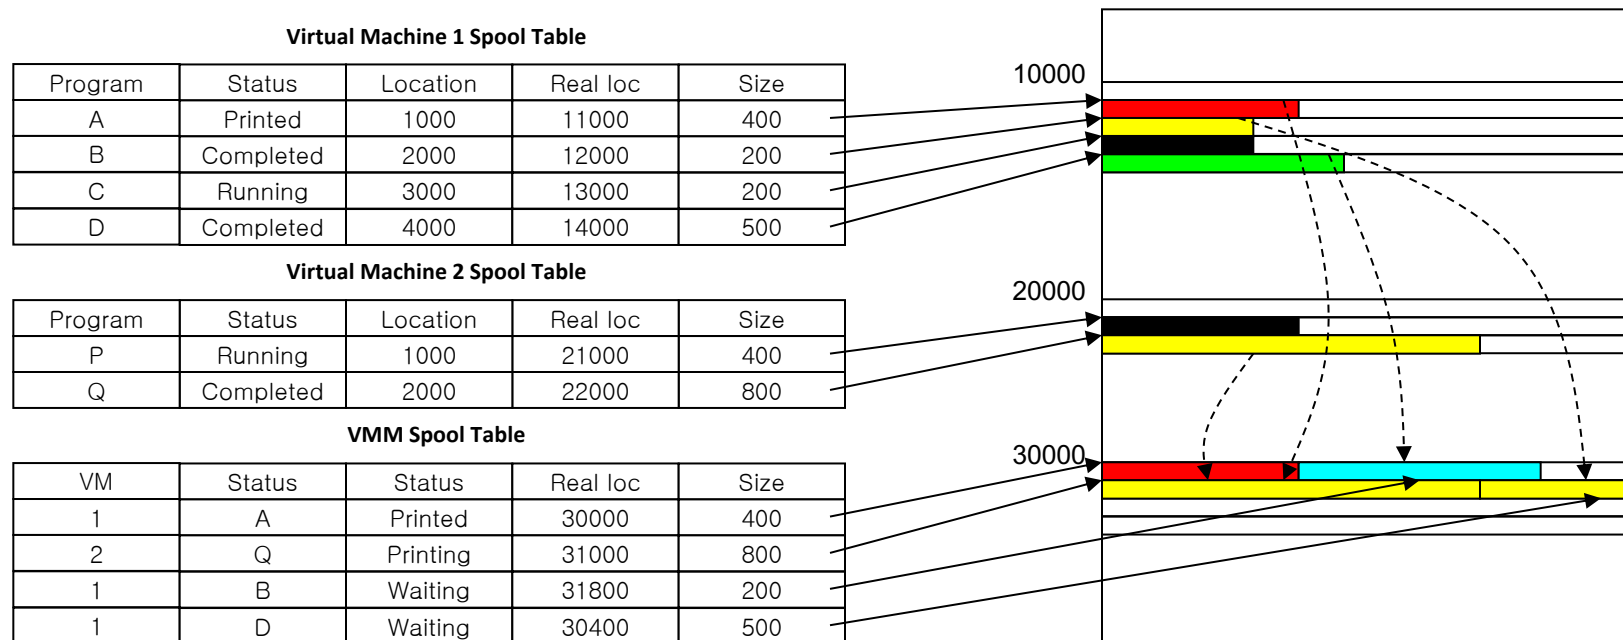 Virtual Machine 1 Spool Table
Program Status Location Real loc Size
A Printed 1000 11000 400
B Completed 2000 12000 200
C Running 3000 13000 200
D Completed 4000 14000 500
10000
Virtual Machine 2 Spool Table
Program Status Location Real loc Size
P Running 1000 21000 400
Q Completed 2000 22000 800
20000
VMM Spool Table
VM Status Status Real loc Size
1 A Printed 30000 400
2 Q Printing 31000 800
1 B Waiting 31800 200
1 D Waiting 30400 500
30000